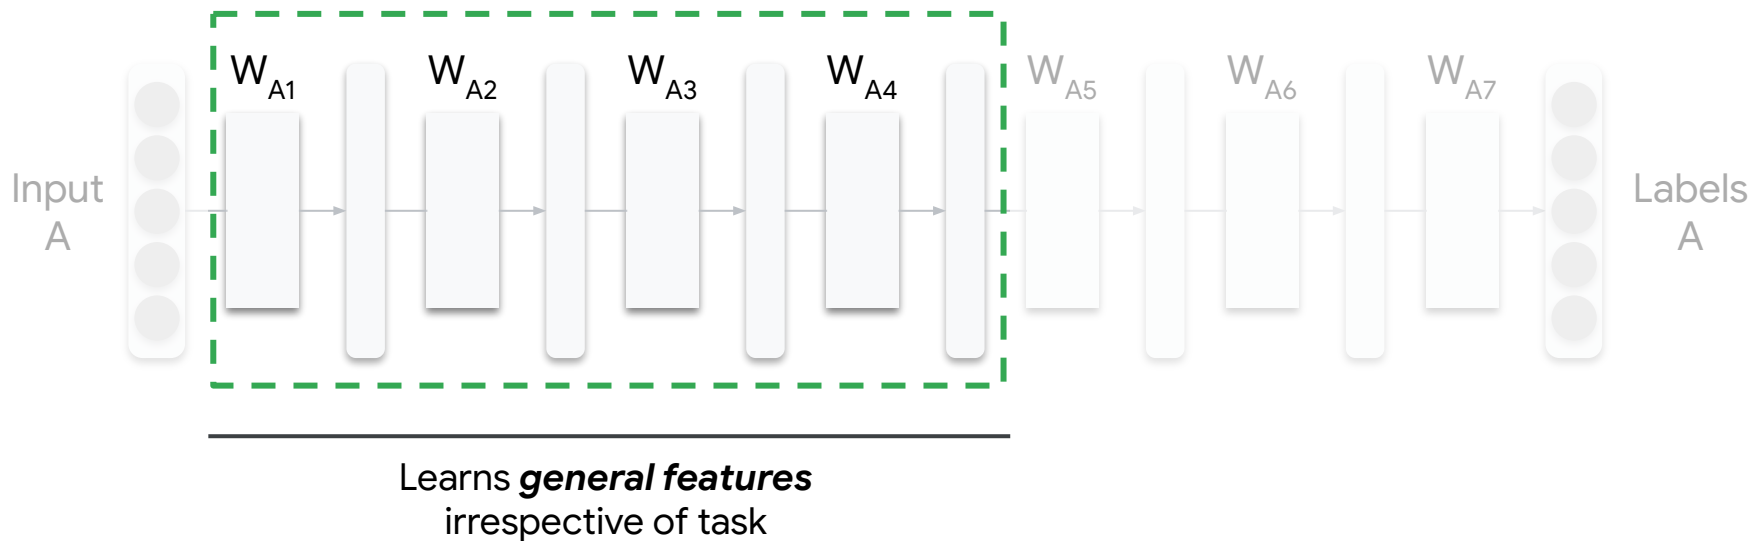 W A1 W A2 W A3 W A4 W A5 W A6 W A7
Input
A
Labels
A
Learns general features
irrespective of task